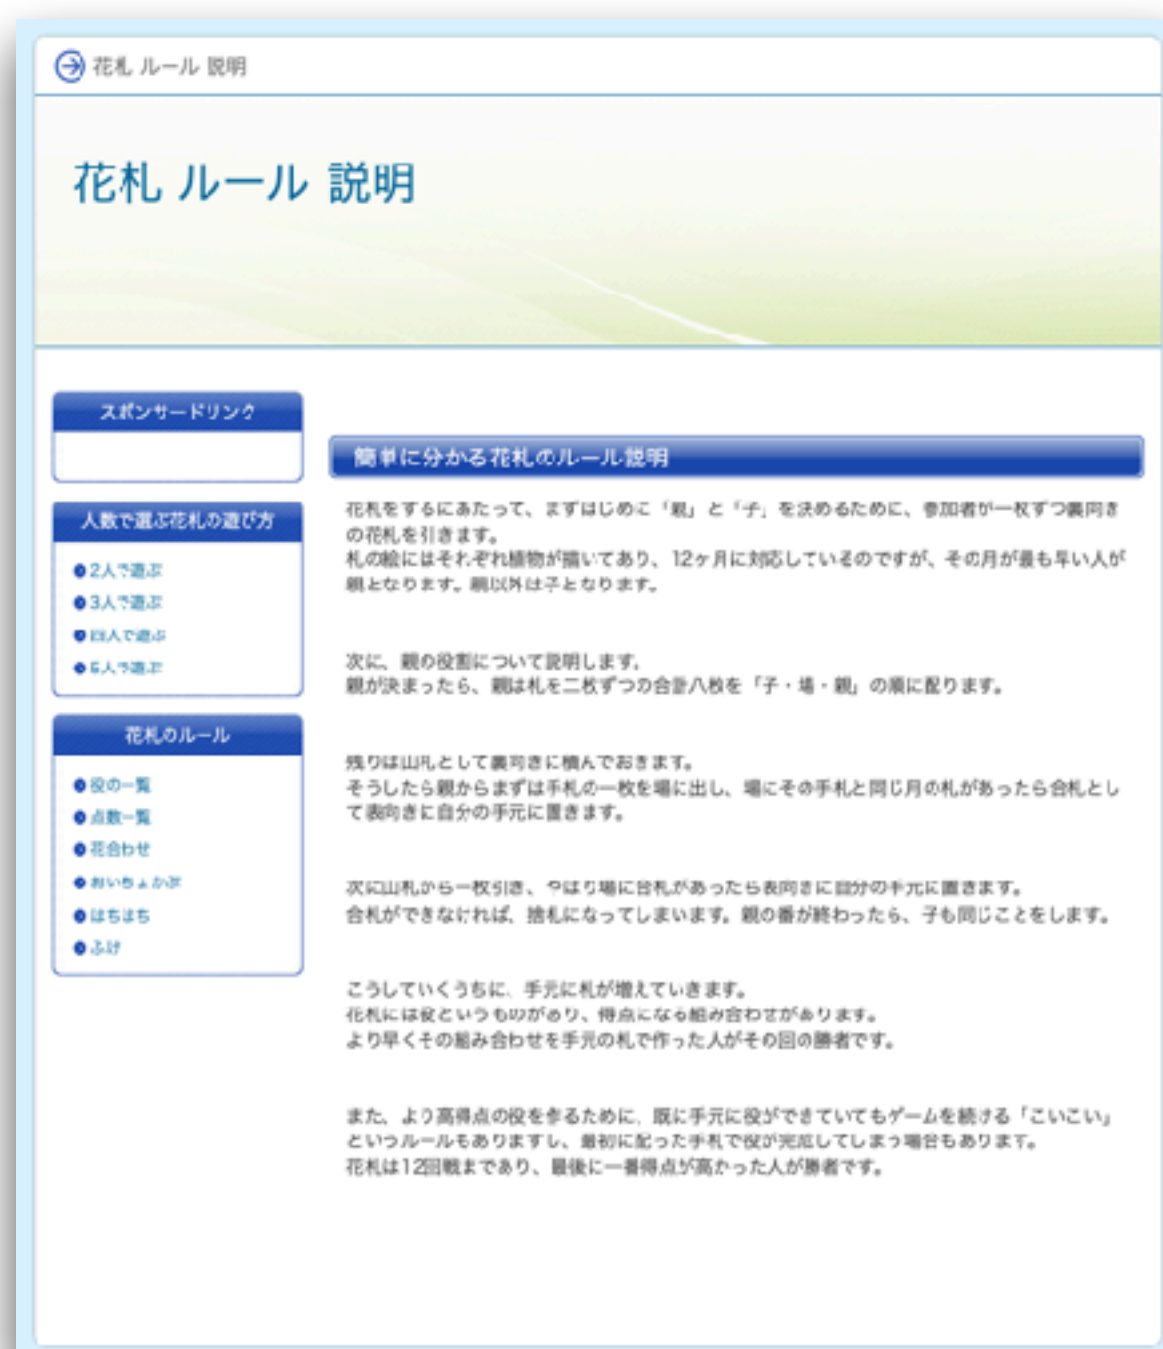 花札 ルール 説明
花札 ルール 説明
スポンサードリンク
人数で選ぶ花札の遊び方
2人で遊ぶ
3人で遊ぶ
四人で遊ぶ
5人で遊ぶ
花札のルール
役の一覧
点数一覧
花合わせ
おいちょかぶ
はちはち
ふけ
簡単に分かる花札のルール説明
花札をするにあたって、まずはじめに「親」と「子」を決めるために、参加者が一枚ずつ裏向き
の花札を引きます。
札の絵にはそれぞれ植物が描いてあり、12ヶ月に対応しているのですが、その月が最も早い人が
親となります。親以外は子となります。
次に、親の役割について説明します。
親が決まったら、親は札を二枚ずつの合計八枚を「子・場・親」の順に配ります。
残りは山札として裏向きに積んでおきます。
そうしたら親からまずは手札の一枚を場に出し、場にその手札と同じ月の札があったら合札とし
て表向きに自分の手元に置きます。
次に山札から一枚引き、やはり場に合札があったら表向きに自分の手元に置きます。
合札ができなければ、捨札になってしまいます。親の番が終わったら、子も同じことをします。
こうしていくうちに、手元に札が増えていきます。
花札には役というものがあり、得点になる組み合わせがあります。
より早くその組み合わせを手元の札で作った人がその回の勝者です。
また、より高得点の役を作るために、既に手元に役ができていてもゲームを続ける「こいこい」
というルールもありますし、最初に配った手札で役が完成してしまう場合もあります。
花札は12回戦まであり、最後に一番得点が高かった人が勝者です。